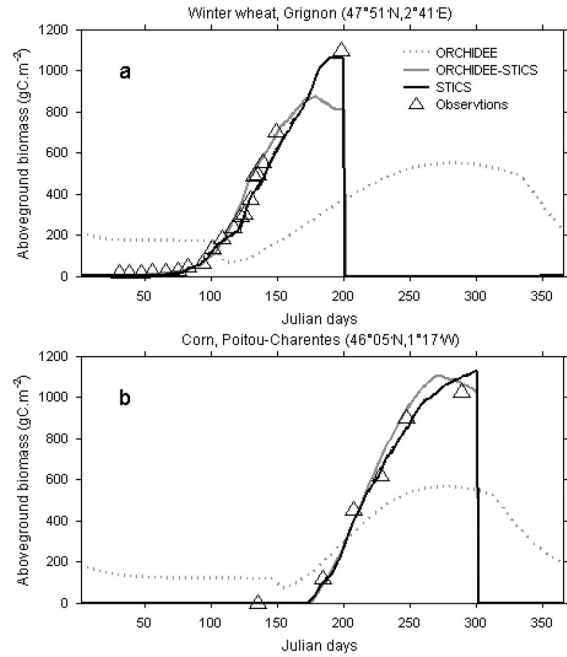 Winter wheat, Grignon (47°51'N,2°41'E)
1200
1000
800
600
400
200
0
Aboveground biomass (gC.m-2)
a
ORCHIDEE
ORCHIDEE-STICS
STICS
Observtions
50 100 150 200 250 300 350
Julian days
Corn, Poitou-Charentes (46°05'N,1°17'W)
1200
1000
800
600
400
200
0
Aboveground biomass (gC.m-2)
b
50 100 150 200 250 300 350
Julian days